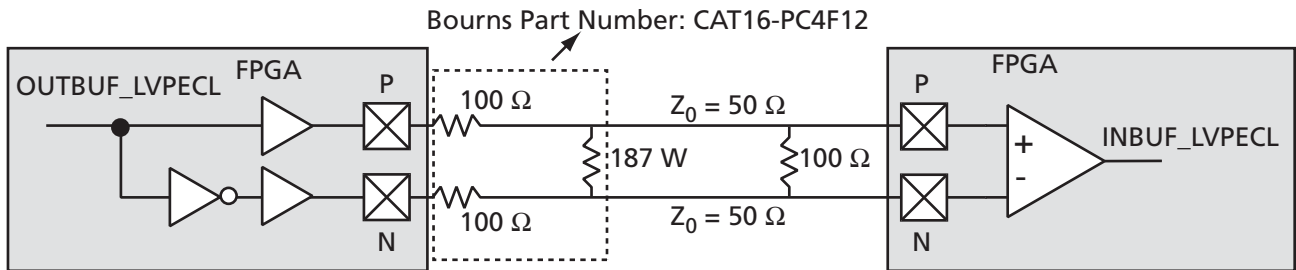 Bourns Part Number: CAT16-PC4F12
OUTBUF_LVPECL
FPGA
P
100 Ω
Z0 = 50 Ω
187 W
100 Ω
100 Ω
Z0 = 50 Ω
N
FPGA
P
+
-
INBUF_LVPECL
N